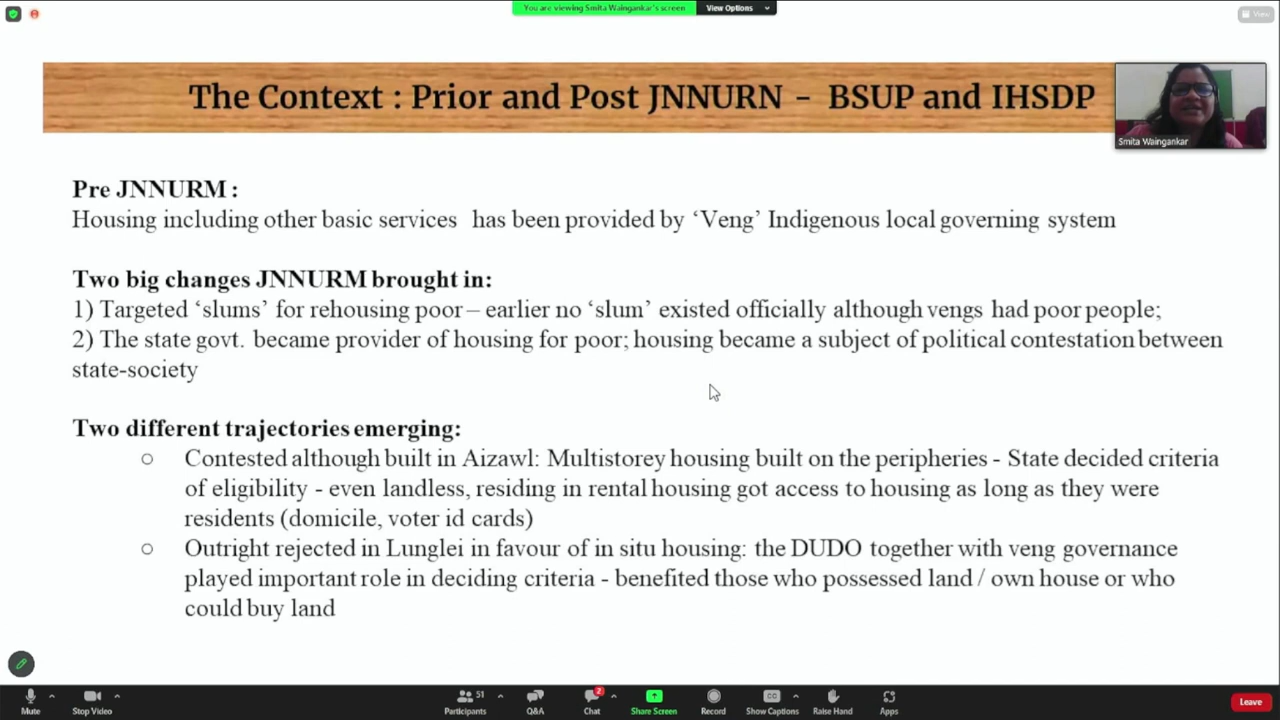 You are viewing Smita Waingankar's screen
View Options
View
The Context : Prior and Post JNNURN - BSUP and IHSDP
Smita Waingankar
Pre JNNURM :
Housing including other basic services has been provided by ‘Veng’ Indigenous local governing system
Two big changes JNNURM brought in:
1) Targeted ‘slums’ for rehousing poor – earlier no ‘slum’ existed officially although vengs had poor people;
2) The state govt. became provider of housing for poor; housing became a subject of political contestation between
state-society
Two different trajectories emerging:
○ Contested although built in Aizawl: Multistorey housing built on the peripheries - State decided criteria
of eligibility - even landless, residing in rental housing got access to housing as long as they were
residents (domicile, voter id cards)
○ Outright rejected in Lunglei in favour of in situ housing: the DUDO together with veng governance
played important role in deciding criteria - benefited those who possessed land / own house or who
could buy land
Mute
Stop Video
51
Participants
Q&A
2
Chat
Share Screen
Record
CC
Show Captions
Raise Hand
Apps
Leave